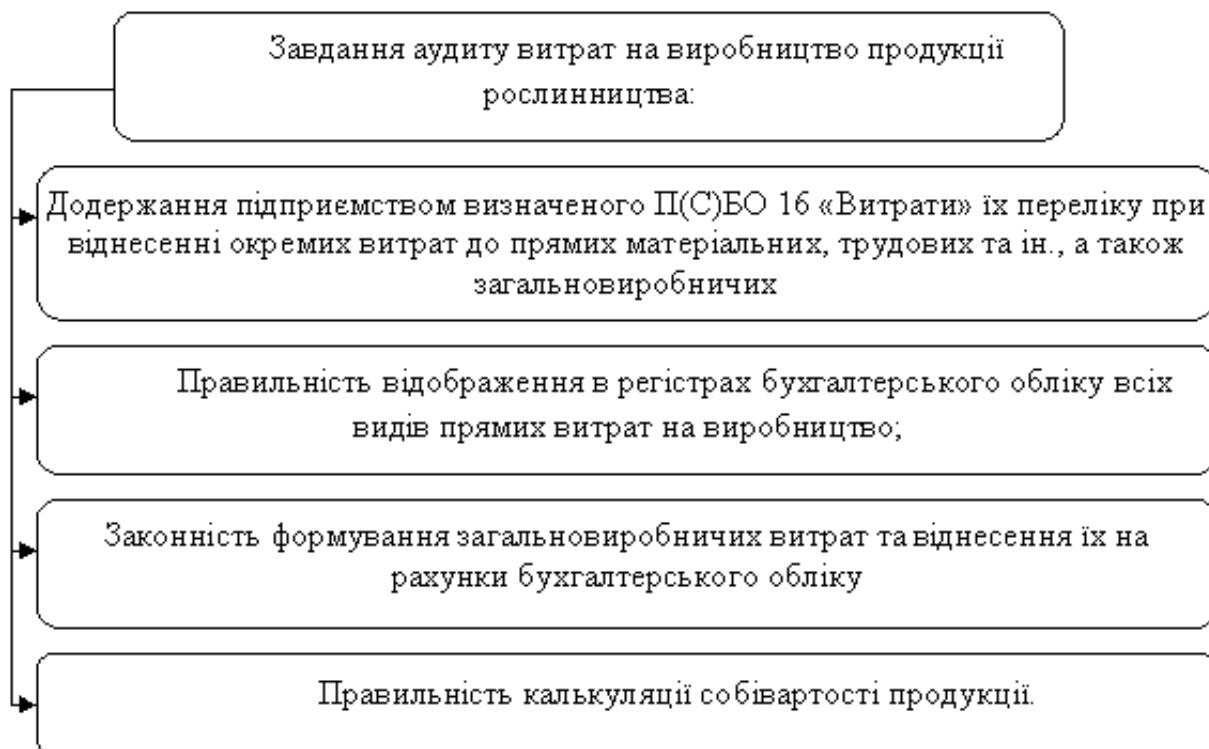 Завдання аудиту витрат на виробництво продукції
рослинництва:
Додержання підприємством визначеного П(С)БО 16 «Витрати» їх переліку при
віднесенні окремих витрат до прямих матеріальних, трудових та ін., а також
загальновиробничих
Правильність відображення в регістрах бухгалтерського обліку всіх
видів прямих витрат на виробництво;
Законність формування загальновиробничих витрат та віднесення їх на
рахунки бухгалтерського обліку
Правильність калькуляції собівартості продукції.